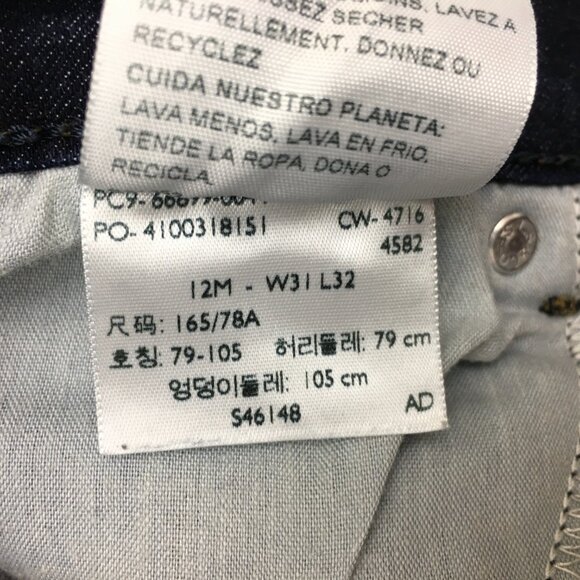 LAVEZ A
SECHER
NATURELLEMENT, DONNEZ OU
RECYCLEZ
CUIDA NUESTRO PLANETA:
LAVA MENOS, LAVA EN FRIO,
TIENDE LA ROPA, DONA O
RECICLA.
PO- 4100318151 CW- 4716
4582
12M - W31 L32
尺码: 165/78A
호칭: 79-105 허리둘레: 79 cm
엉덩이둘레: 105 cm
S46148 AD